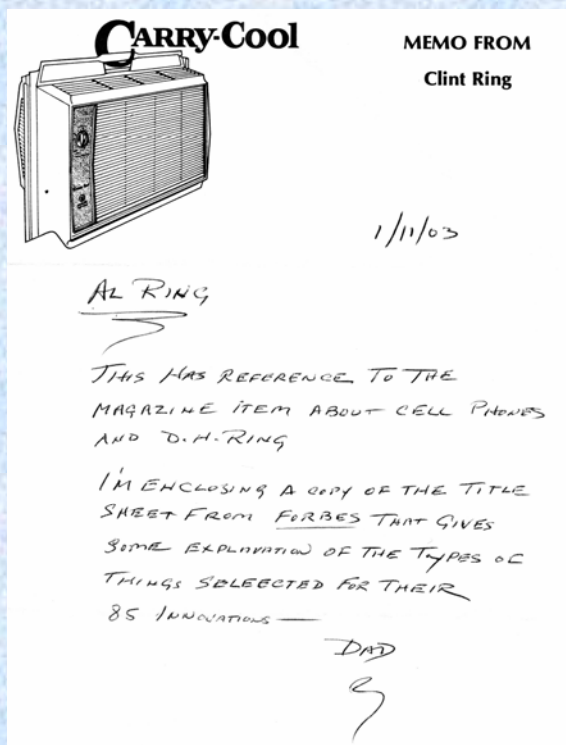 CARRY-COOL
MEMO FROM
Clint Ring
1/11/03
AL RING
THIS HAS REFERENCE TO THE
MAGAZINE ITEM ABOUT CELL PHONES
AND D.H. RING
I'M ENCLOSING A COPY OF THE TITLE
SHEET FROM FORBES THAT GIVES
SOME EXPLANATION OF THE TYPES OF
THINGS SELEECTED FOR THEIR
85 INNOVATIONS —
DAD